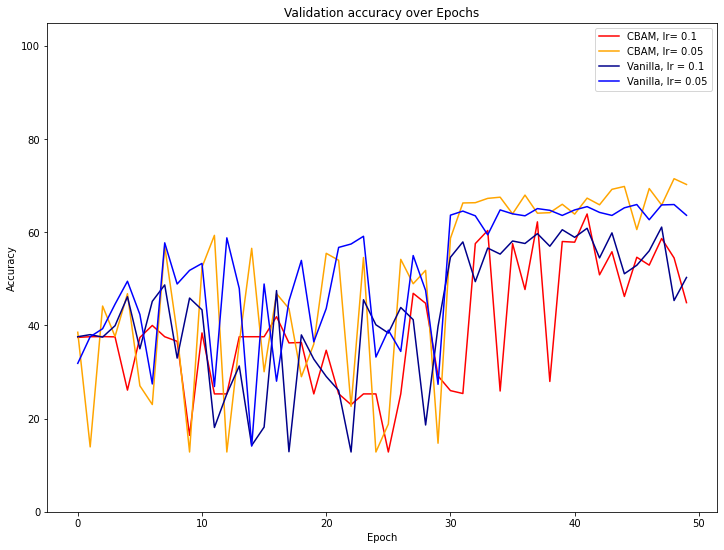 Validation accuracy over Epochs
CBAM, lr= 0.1
CBAM, lr= 0.05
Vanilla, lr = 0.1
Vanilla, lr= 0.05
100
80
60
40
20
0
Accuracy
0 10 20 30 40 50
Epoch